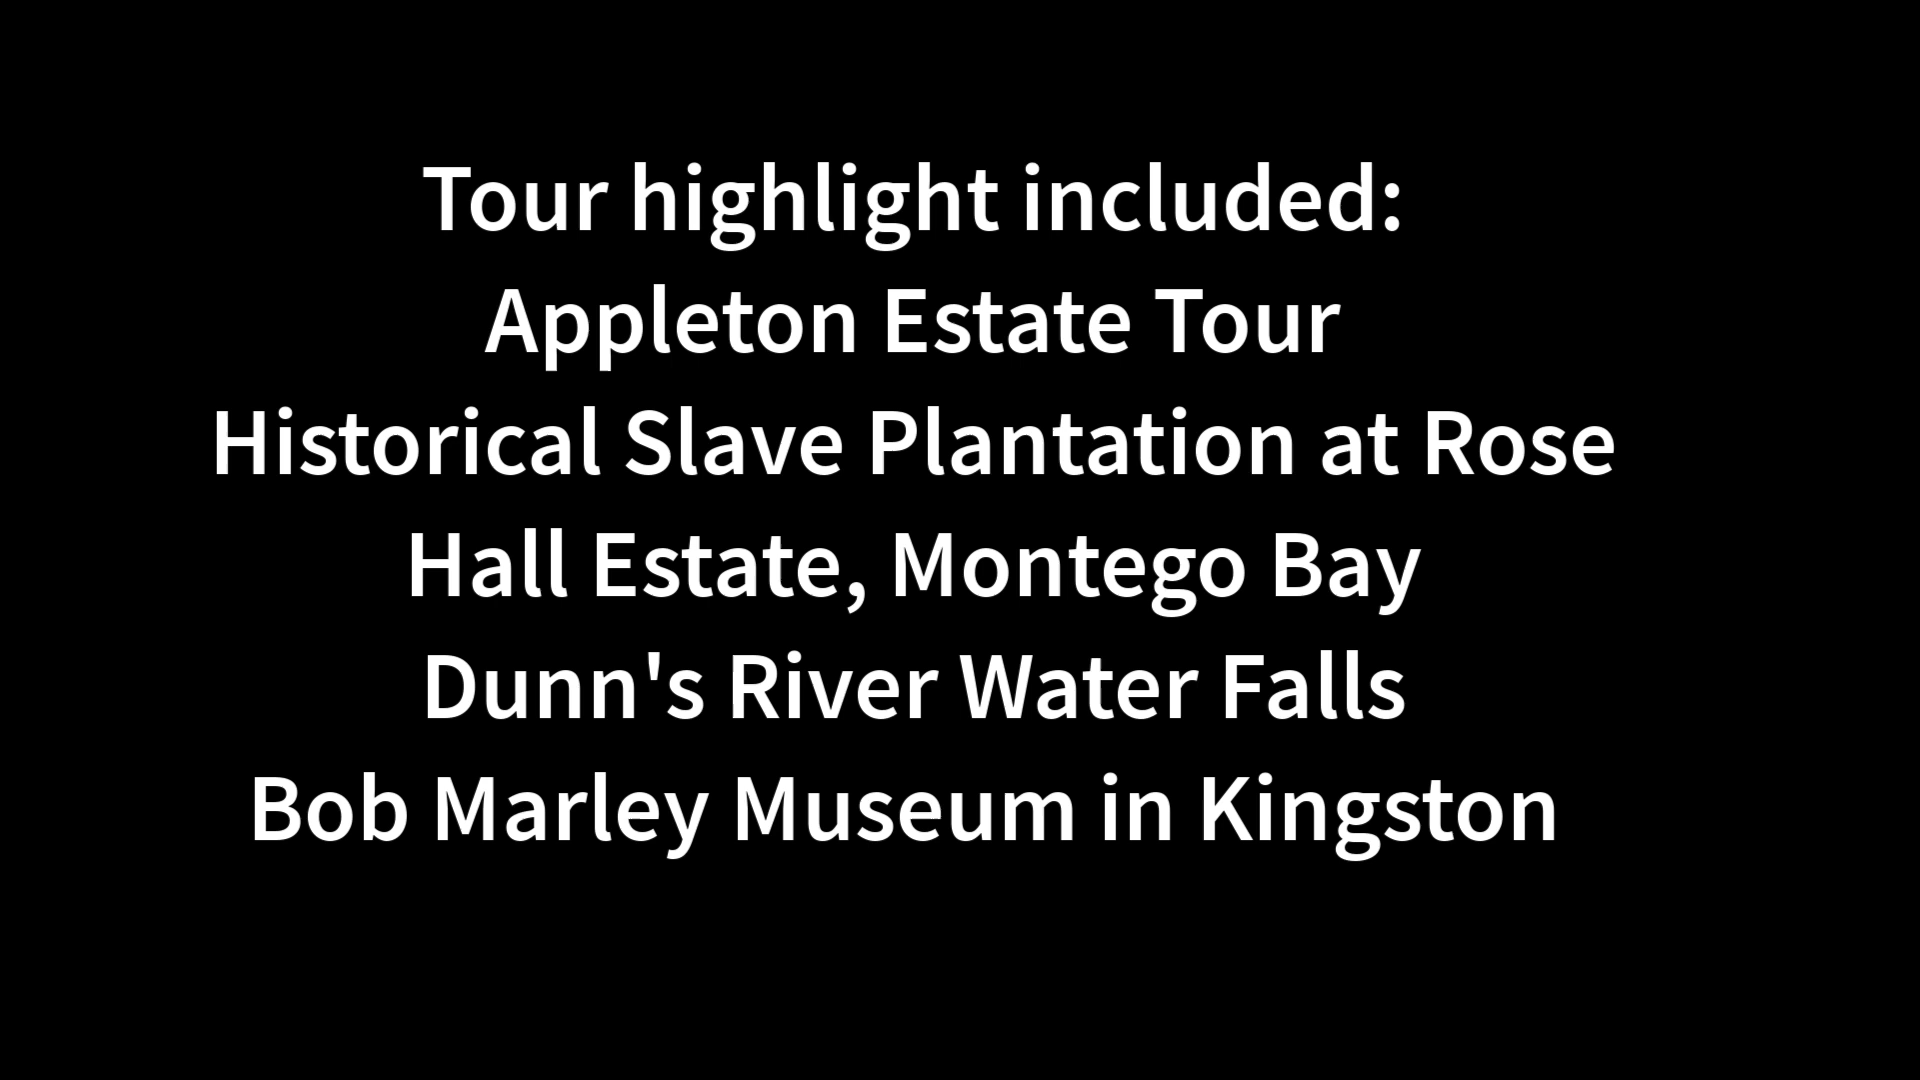 Tour highlight included:
Appleton Estate Tour
Historical Slave Plantation at Rose
Hall Estate, Montego Bay
Dunn's River Water Falls
Bob Marley Museum in Kingston